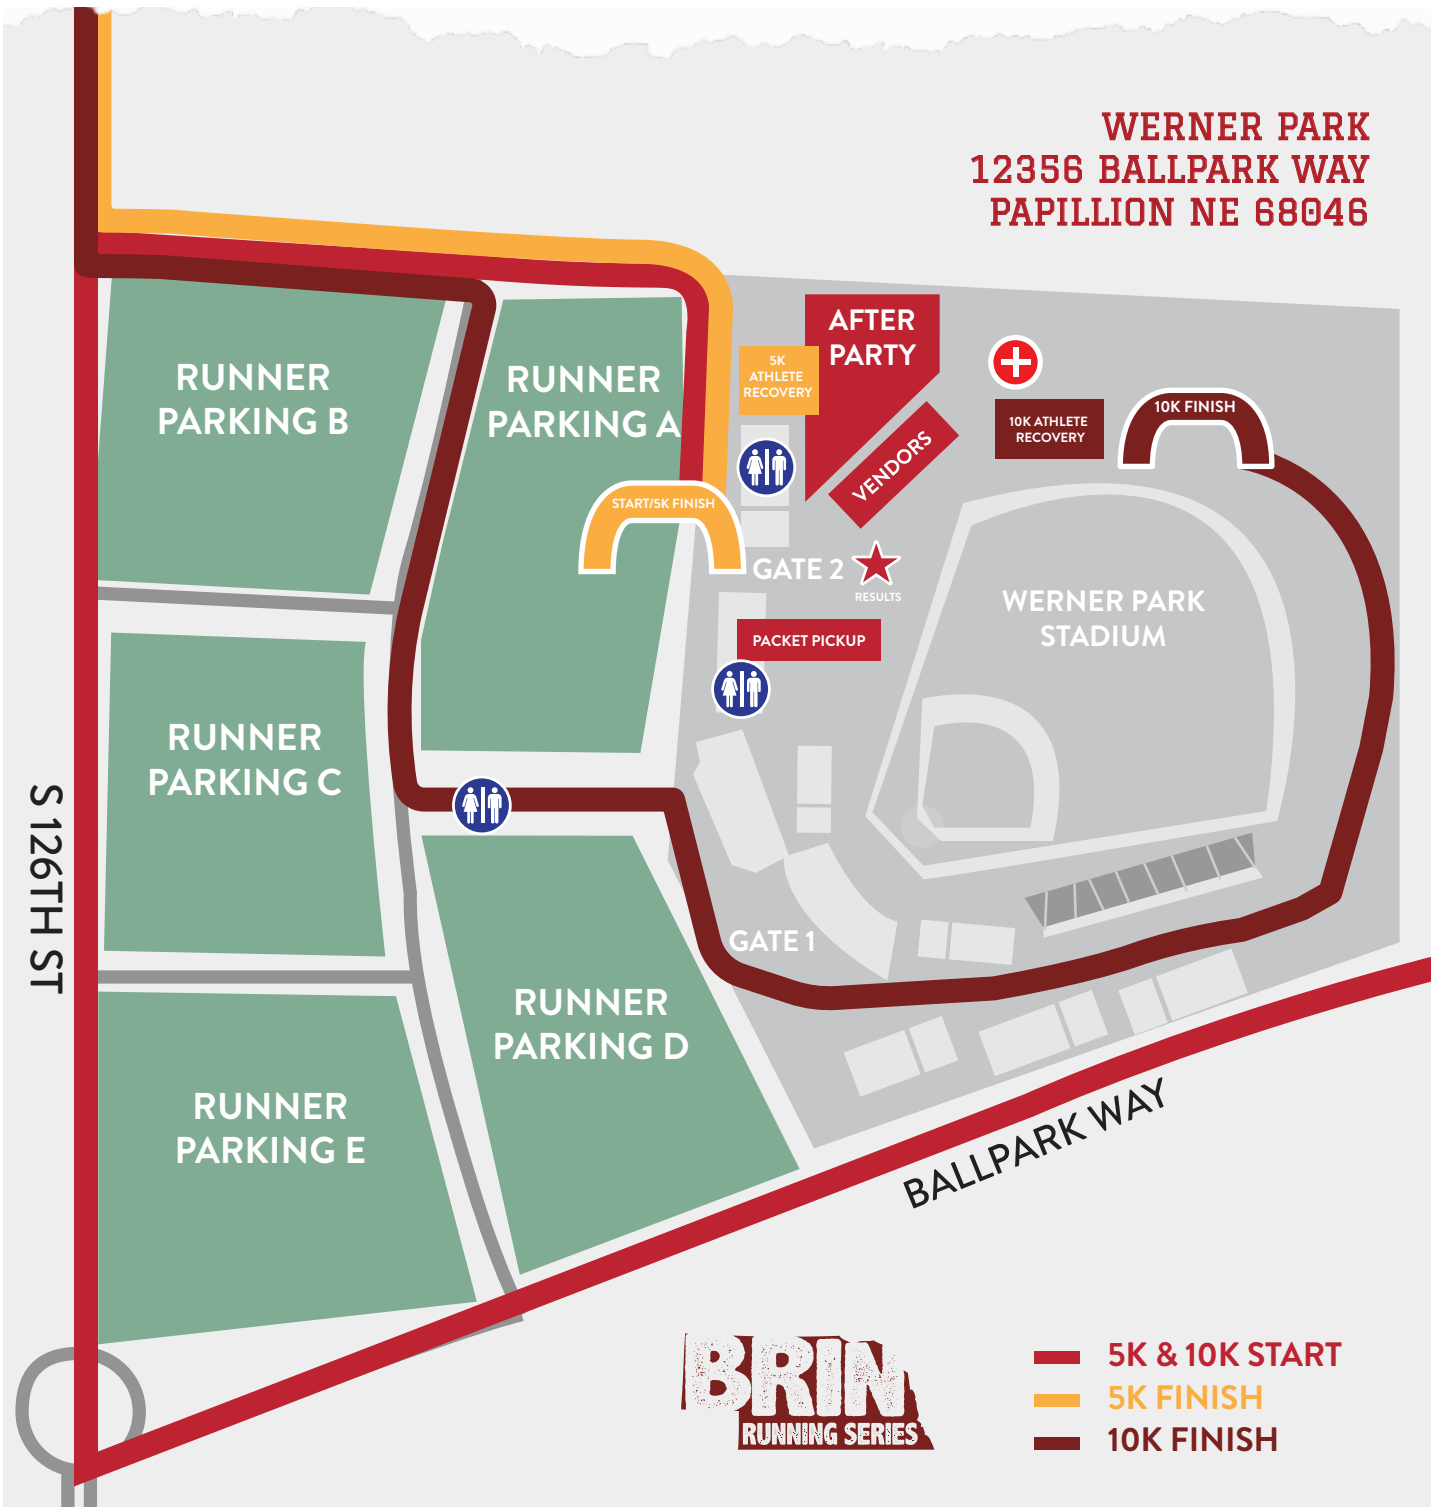 WERNER PARK
12356 BALLPARK WAY
PAPILLION NE 68046
AFTER
PARTY
5K
ATHLETE
RECOVERY
RUNNER
PARKING B
RUNNER
PARKING A
10K ATHLETE
RECOVERY
10K FINISH
VENDORS
START/5K FINISH
GATE 2
RESULTS
WERNER PARK
STADIUM
PACKET PICKUP
RUNNER
PARKING C
S 126TH ST
GATE 1
RUNNER
PARKING D
RUNNER
PARKING E
BALLPARK WAY
BRIN
RUNNING SERIES
5K & 10K START
5K FINISH
10K FINISH